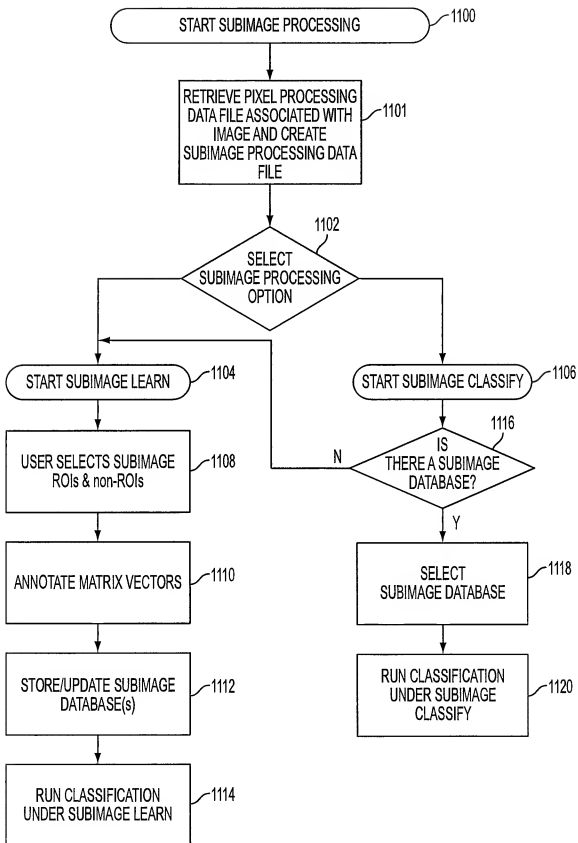 START SUBIMAGE PROCESSING
1100
RETRIEVE PIXEL PROCESSING
DATA FILE ASSOCIATED WITH
IMAGE AND CREATE
SUBIMAGE PROCESSING DATA
FILE
1101
1102
SELECT
SUBIMAGE PROCESSING
OPTION
START SUBIMAGE LEARN
1104
START SUBIMAGE CLASSIFY
1106
USER SELECTS SUBIMAGE
ROIs & non-ROIs
1108
N
IS
THERE A SUBIMAGE
DATABASE?
1116
Y
ANNOTATE MATRIX VECTORS
1110
SELECT
SUBIMAGE DATABASE
1118
STORE/UPDATE SUBIMAGE
DATABASE(s)
1112
RUN CLASSIFICATION
UNDER SUBIMAGE
CLASSIFY
1120
RUN CLASSIFICATION
UNDER SUBIMAGE LEARN
1114